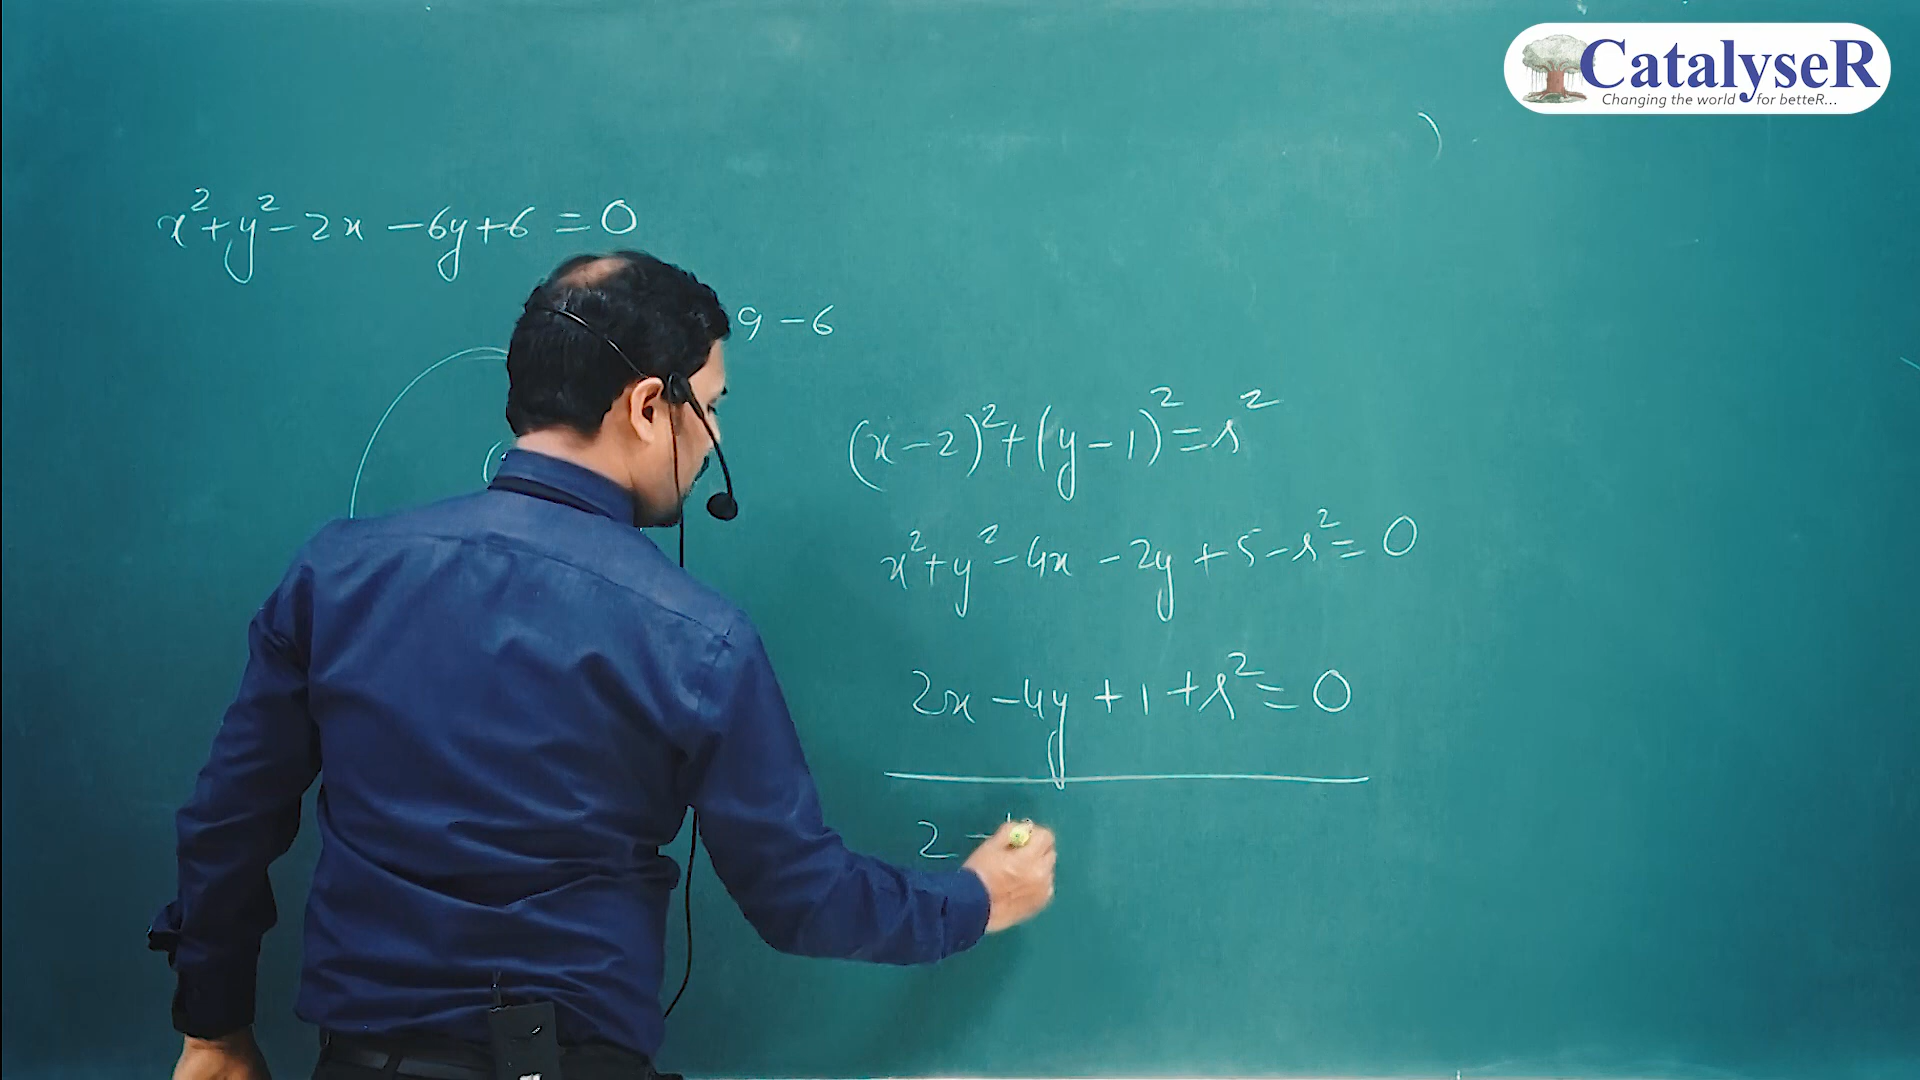 CatalyseR
Changing the world for betteR...
x²+y²-2x-6y+6=0
9-6
(x-2)²+(y-1)²=r²
x²+y²-4x-2y+5-r²=0
2x-4y+1+r²=0
2-